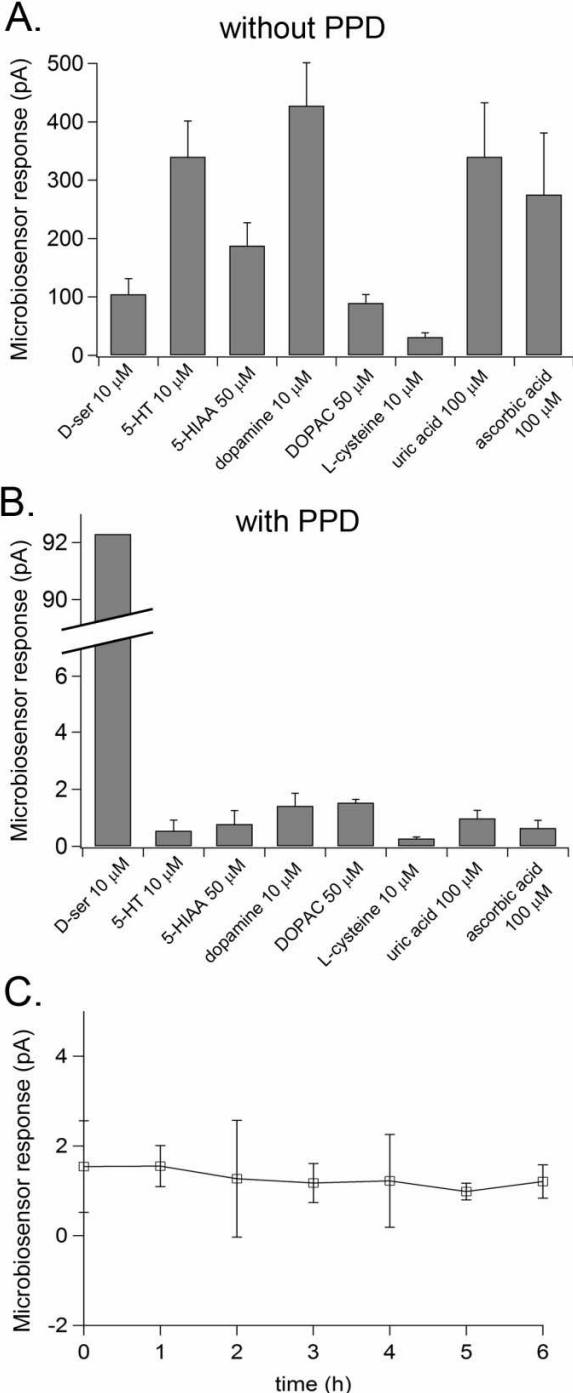 A.
without PPD
Microbiosensor response (pA)
500
400
300
200
100
0
D-ser 10 μM
5-HT 10 μM
5-HIAA 50 μM
dopamine 10 μM
DOPAC 50 μM
L-cysteine 10 μM
uric acid 100 μM
ascorbic acid
100 μM
B.
with PPD
Microbiosensor response (pA)
92
90
6
4
2
0
D-ser 10 μM
5-HT 10 μM
5-HIAA 50 μM
dopamine 10 μM
DOPAC 50 μM
L-cysteine 10 μM
uric acid 100 μM
ascorbic acid
100 μM
C.
Microbiosensor response (pA)
4
2
0
-2
0 1 2 3 4 5 6
time (h)